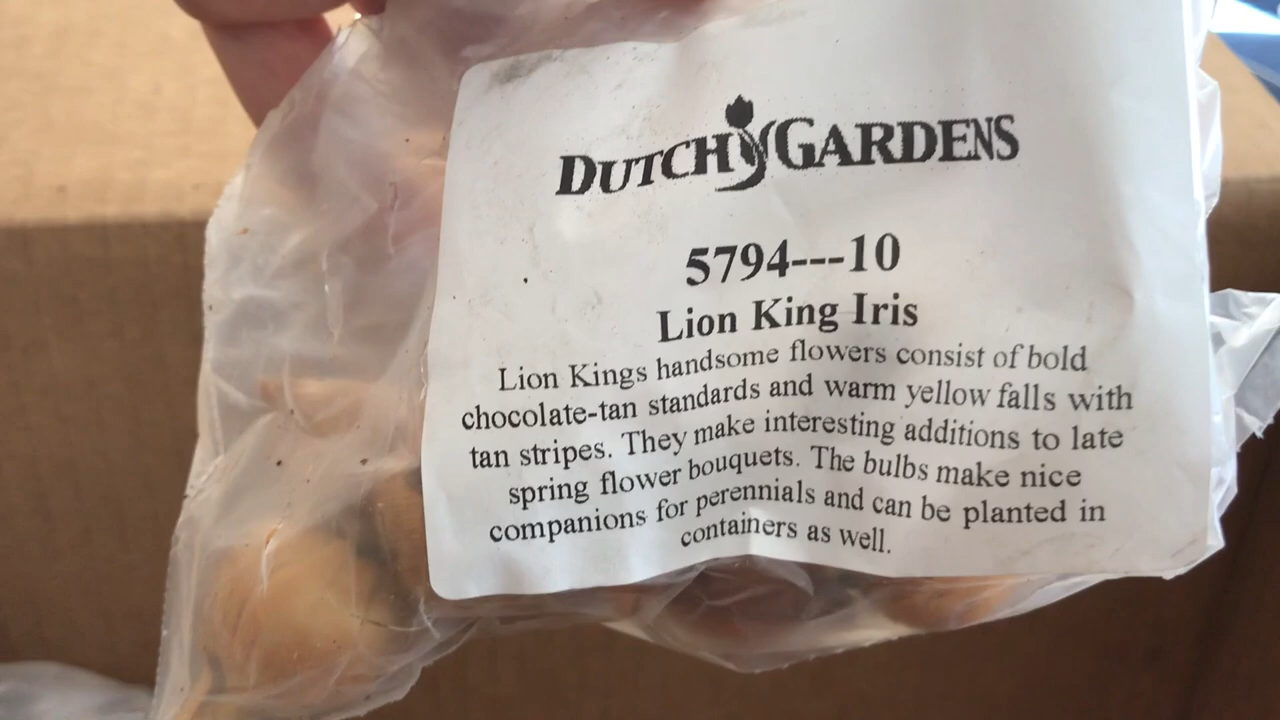 DUTCH GARDENS
5794---10
Lion King Iris
Lion Kings handsome flowers consist of bold
chocolate-tan standards and warm yellow falls with
tan stripes. They make interesting additions to late
spring flower bouquets. The bulbs make nice
companions for perennials and can be planted in
containers as well.